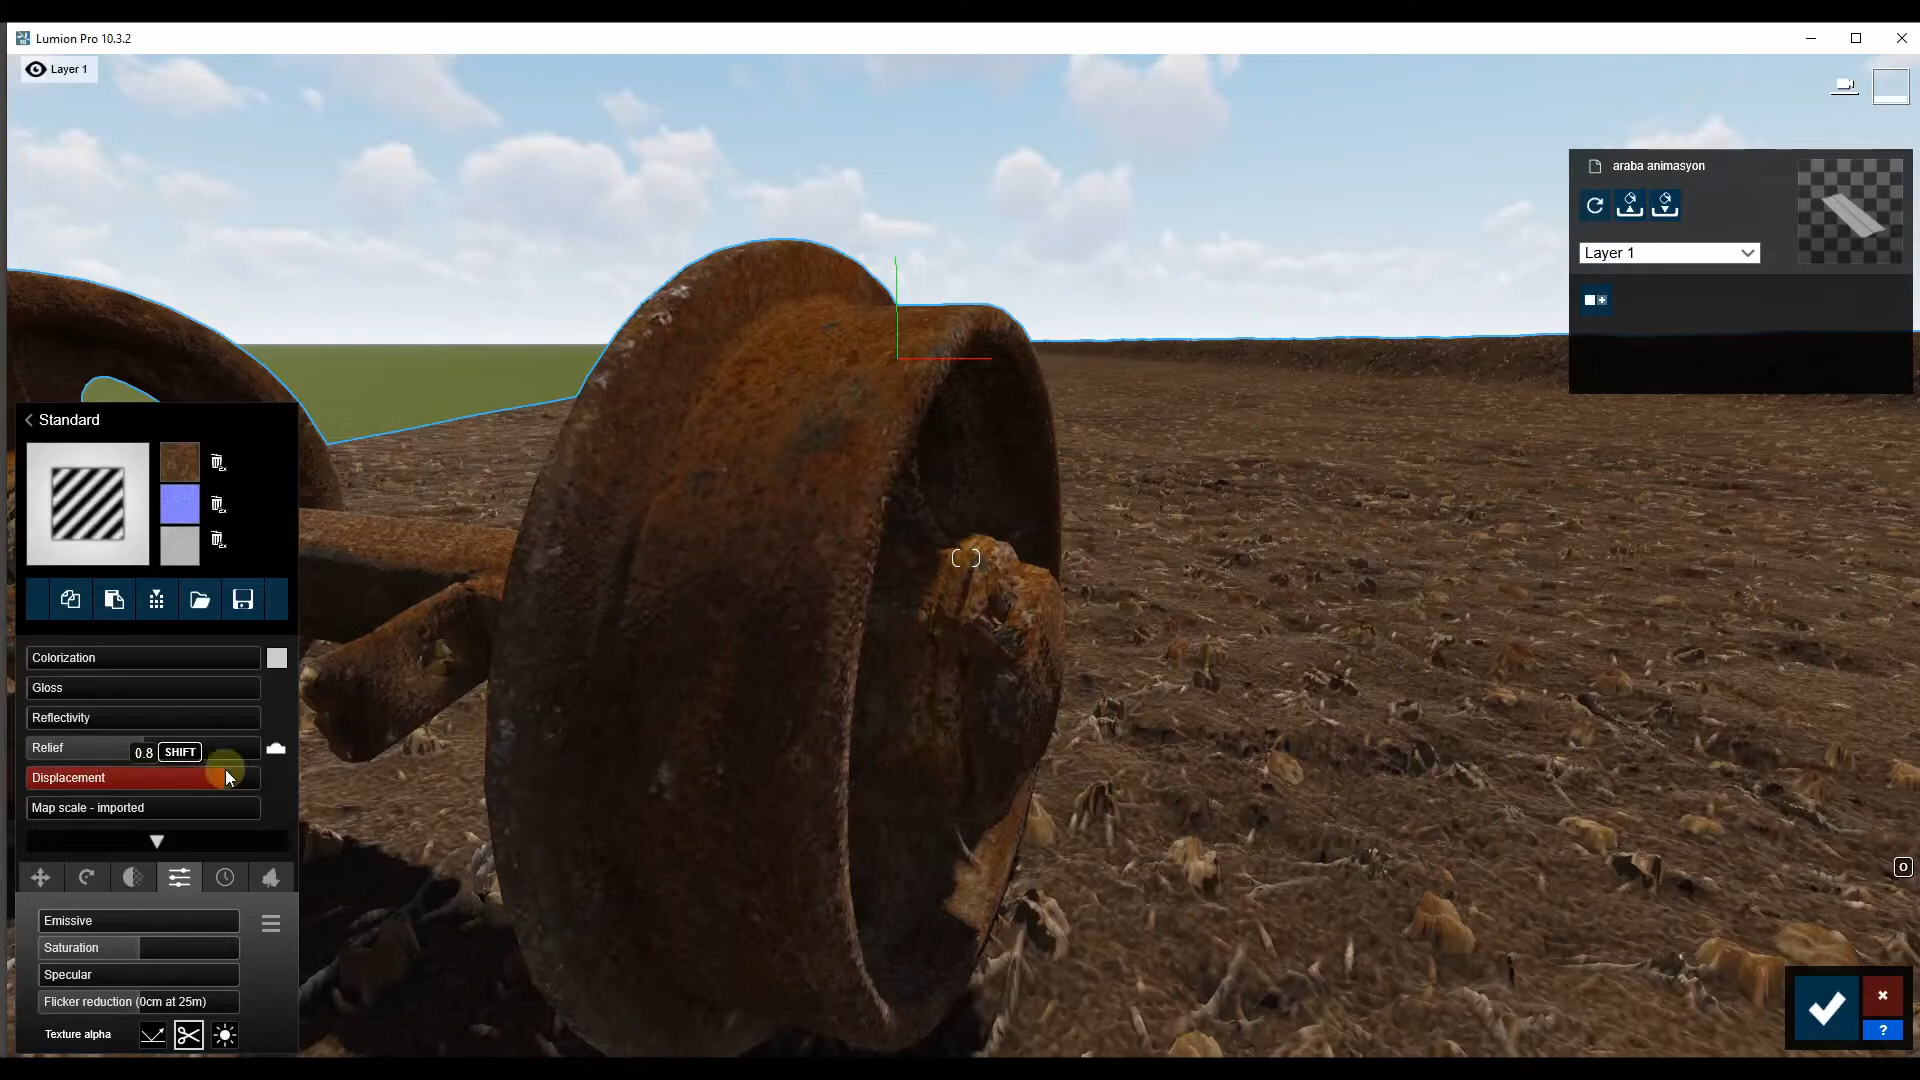 Lumion Pro 10.3.2
Layer 1
araba animasyon
Layer 1
Standard
Colorization
Gloss
Reflectivity
Relief
0.8 SHIFT
Displacement
Map scale - imported
Emissive
Saturation
Specular
Flicker reduction (0cm at 25m)
Texture alpha
O
?